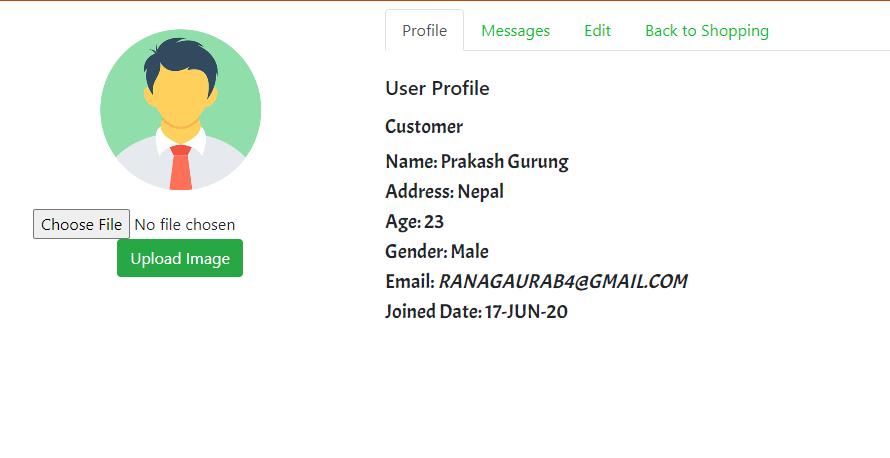 Profile Messages Edit Back to Shopping
User Profile
Customer
Name: Prakash Gurung
Address: Nepal
Age: 23
Gender: Male
Email: RANAGAURAB4@GMAIL.COM
Joined Date: 17-JUN-20
Choose File No file chosen
Upload Image